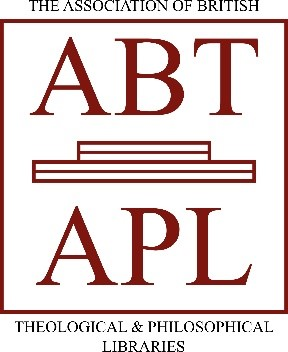 THE ASSOCIATION OF BRITISH
ABT
APL
THEOLOGICAL & PHILOSOPHICAL
LIBRARIES